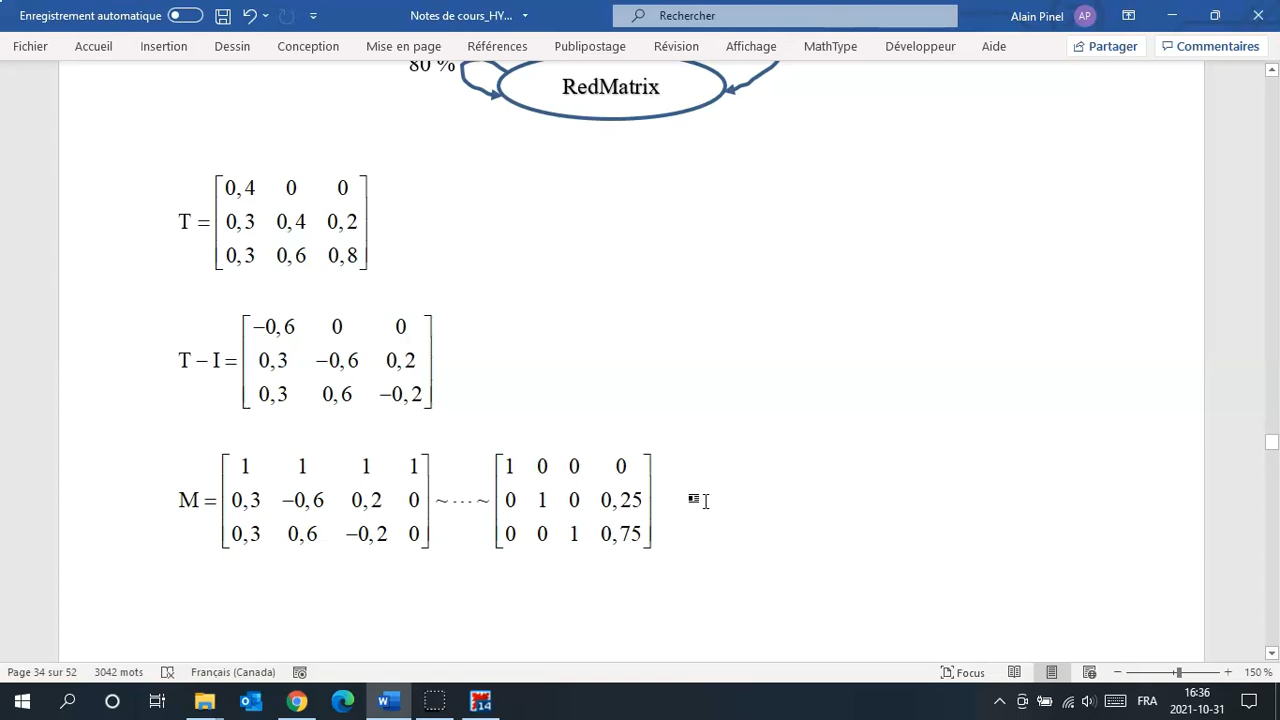 Enregistrement automatique
Notes de cours_HY...
Rechercher
Alain Pinel
AP
Fichier Accueil Insertion Dessin Conception Mise en page Références Publipostage Révision Affichage MathType Développeur Aide Partager Commentaires
80 %
RedMatrix
0,4 0 0
T = 0,3 0,4 0,2
0,3 0,6 0,8
−0,6 0 0
T − I = 0,3 −0,6 0,2
0,3 0,6 −0,2
1 1 1 1 1 0 0 0
M = 0,3 −0,6 0,2 0 ~ ··· ~ 0 1 0 0,25
0,3 0,6 −0,2 0 0 0 1 0,75
Page 34 sur 52 3042 mots Français (Canada) Focus 150 %
14
FRA
16:36
2021-10-31